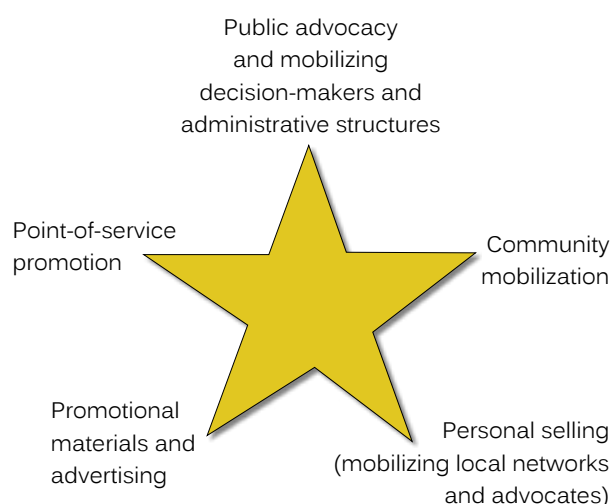 Public advocacy
and mobilizing
decision-makers and
administrative structures
Point-of-service
promotion
Community
mobilization
Promotional
materials and
advertising
Personal selling
(mobilizing local networks
and advocates)